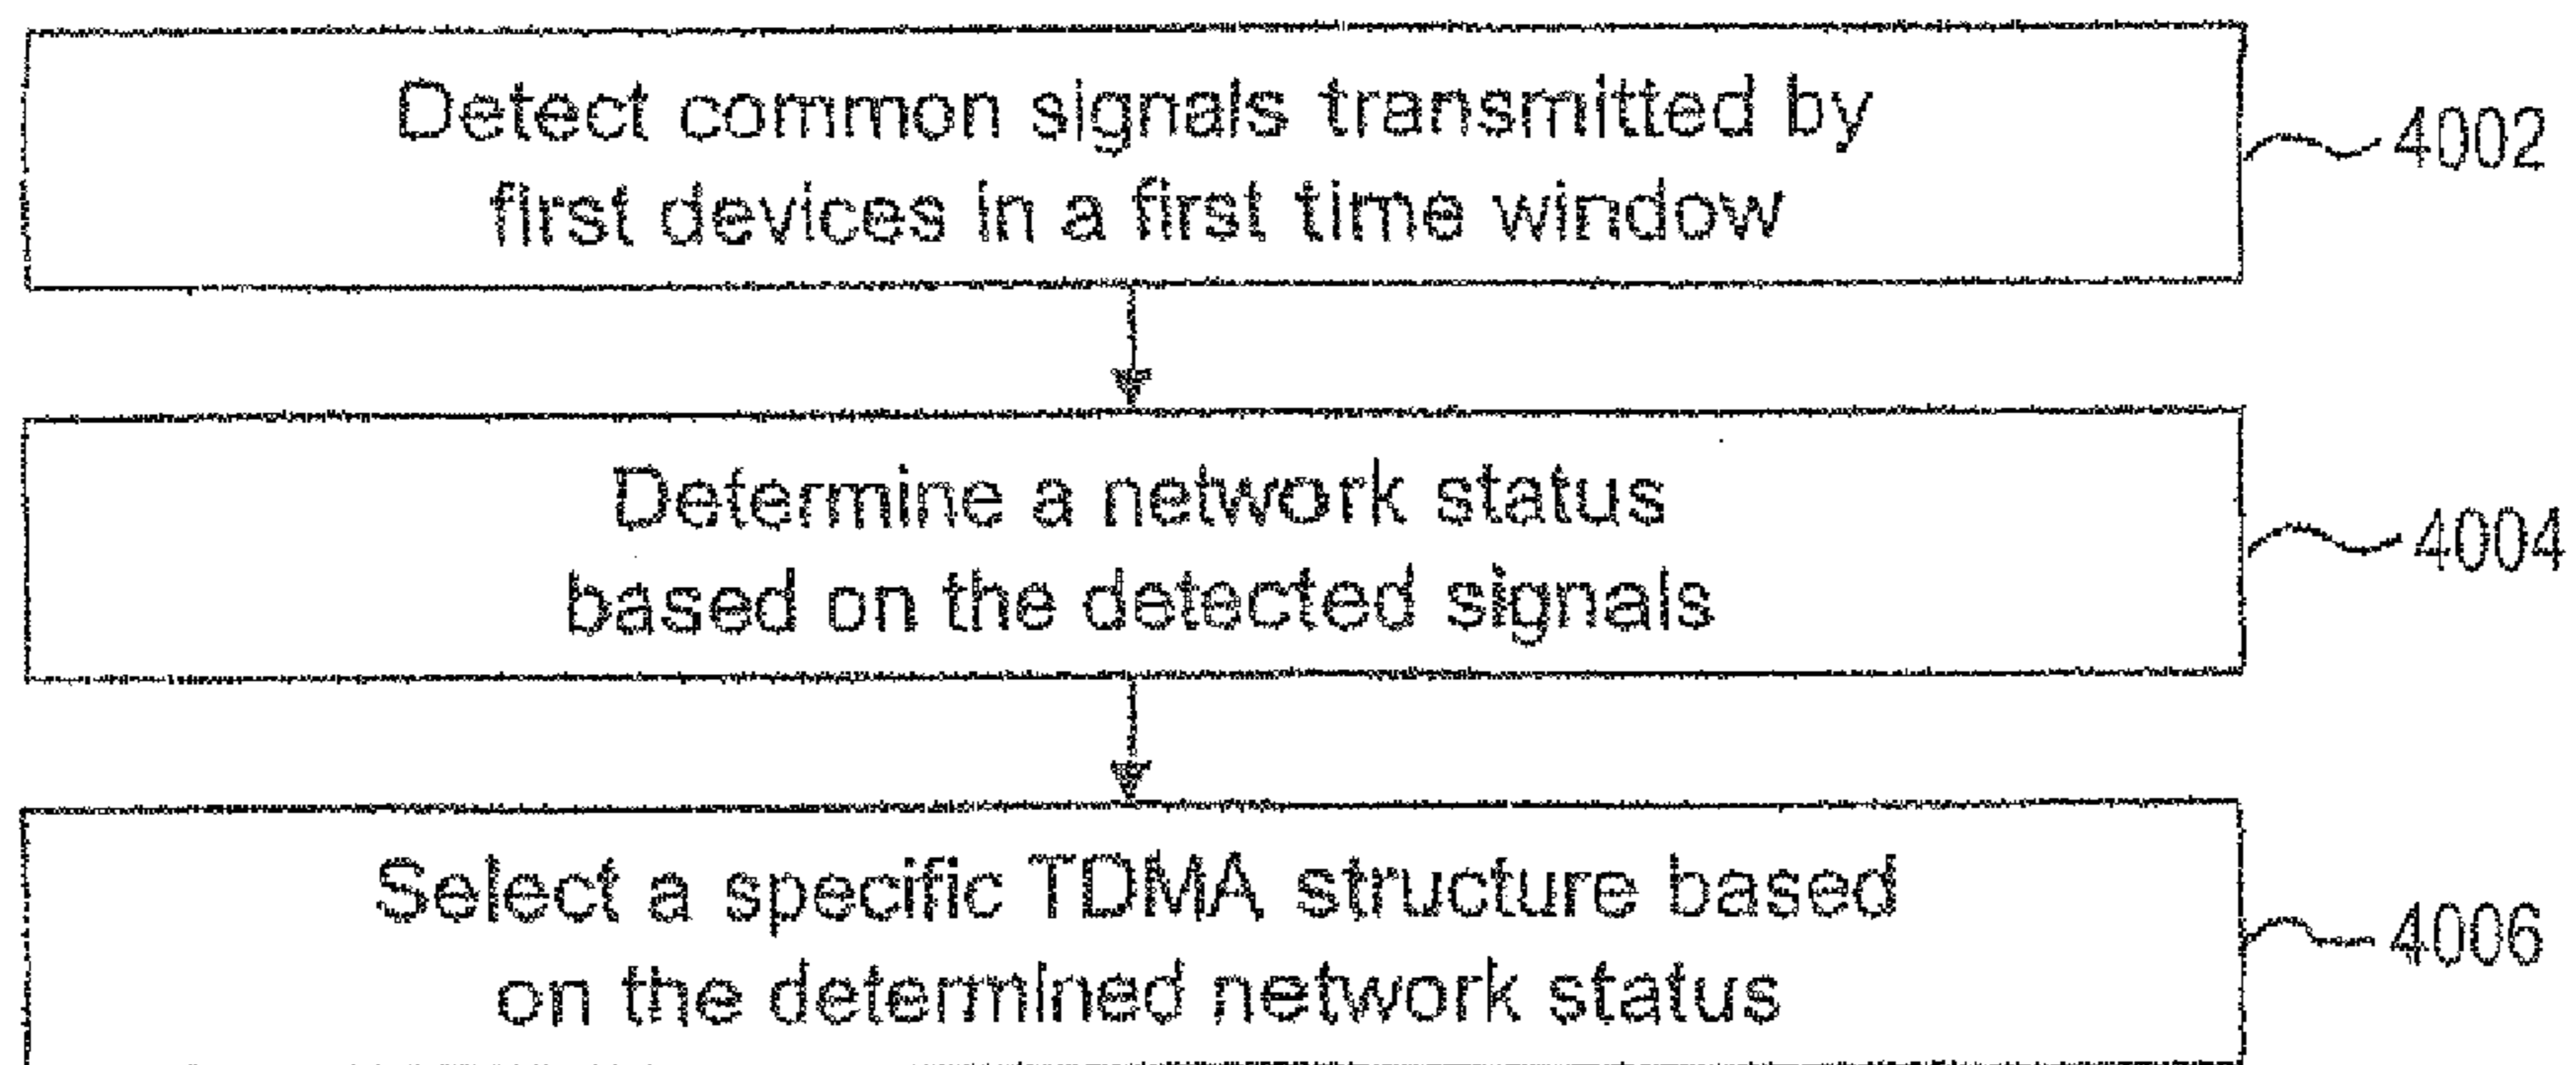 Detect common signals transmitted by
first devices in a first time window
4002
Determine a network status
based on the detected signals
4004
Select a specific TDMA structure based
on the determined network status
4006